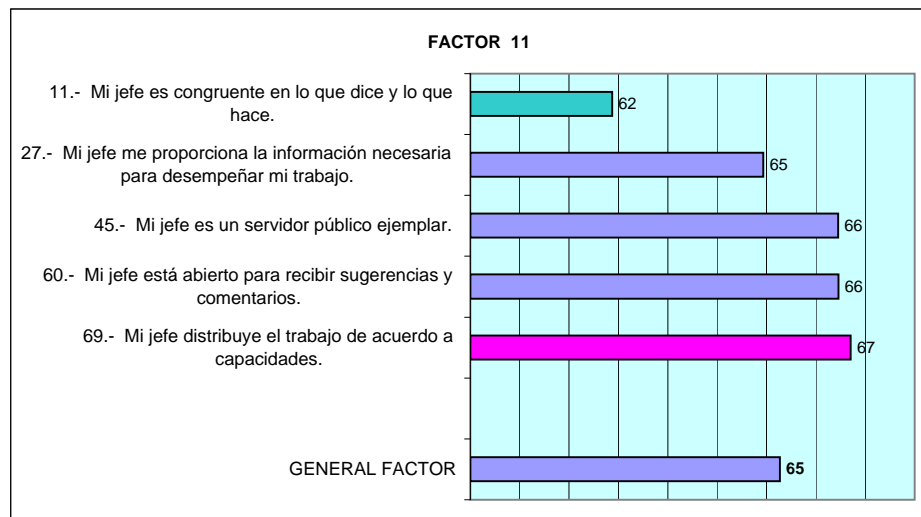 FACTOR 11
11.- Mi jefe es congruente en lo que dice y lo que
hace.
62
27.- Mi jefe me proporciona la información necesaria
para desempeñar mi trabajo.
65
45.- Mi jefe es un servidor público ejemplar.
66
60.- Mi jefe está abierto para recibir sugerencias y
comentarios.
66
69.- Mi jefe distribuye el trabajo de acuerdo a
capacidades.
67
GENERAL FACTOR
65